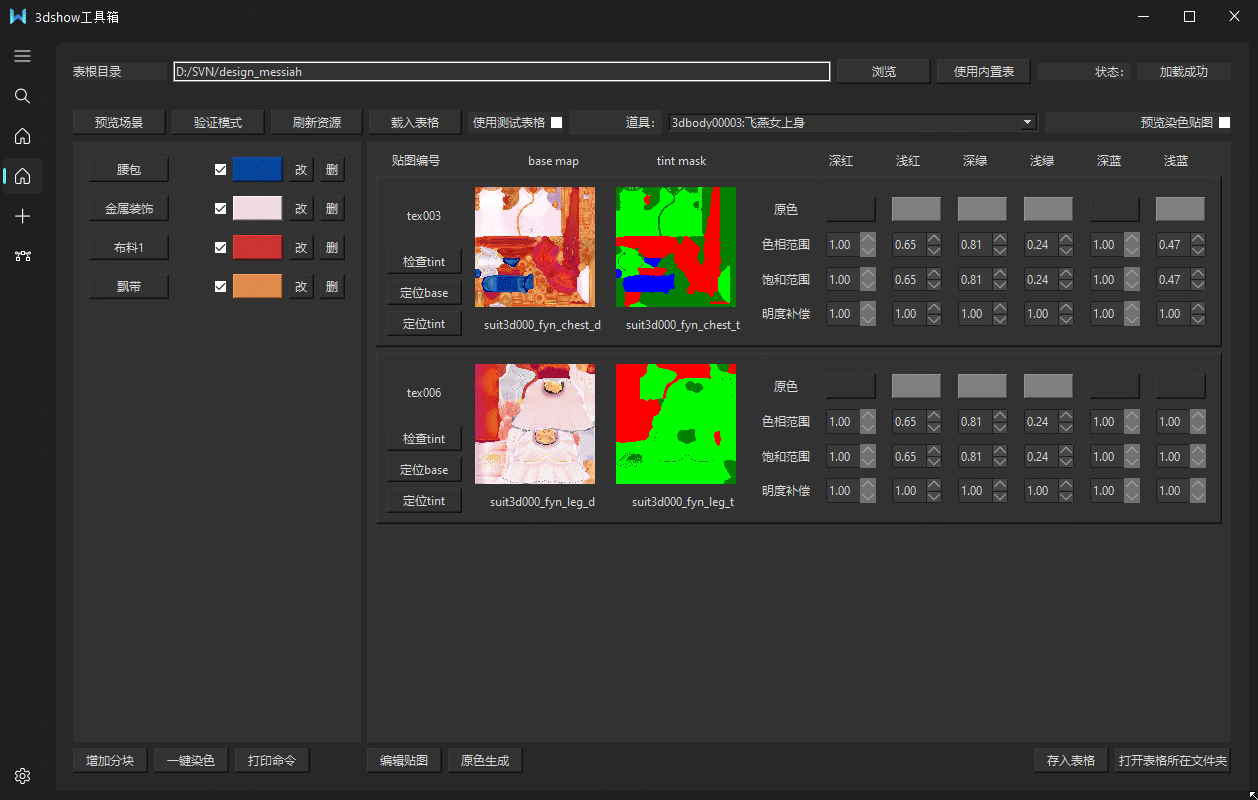 3dshow工具箱
表根目录 D:/SVN/design_messiah 浏览 使用内置表 状态: 加载成功
预览场景 验证模式 刷新资源 载入表格 使用测试表格 道具: 3dbody00003:飞燕女上身 预览染色贴图
腰包 改 删
金属装饰 改 删
布料1 改 删
飘带 改 删
贴图编号 base map tint mask 深红 浅红 深绿 浅绿 深蓝 浅蓝
tex003 原色
色相范围 1.00 0.65 0.81 0.24 1.00 0.47
检查tint
饱和范围 1.00 0.65 0.81 0.24 1.00 0.47
定位base
明度补偿 1.00 1.00 1.00 1.00 1.00 1.00
定位tint suit3d000_fyn_chest_d suit3d000_fyn_chest_t
tex006 原色
色相范围 1.00 0.65 0.81 0.24 1.00 1.00
检查tint
饱和范围 1.00 0.65 0.81 0.24 1.00 1.00
定位base
明度补偿 1.00 1.00 1.00 1.00 1.00 1.00
定位tint suit3d000_fyn_leg_d suit3d000_fyn_leg_t
增加分块 一键染色 打印命令 编辑贴图 原色生成 存入表格 打开表格所在文件夹